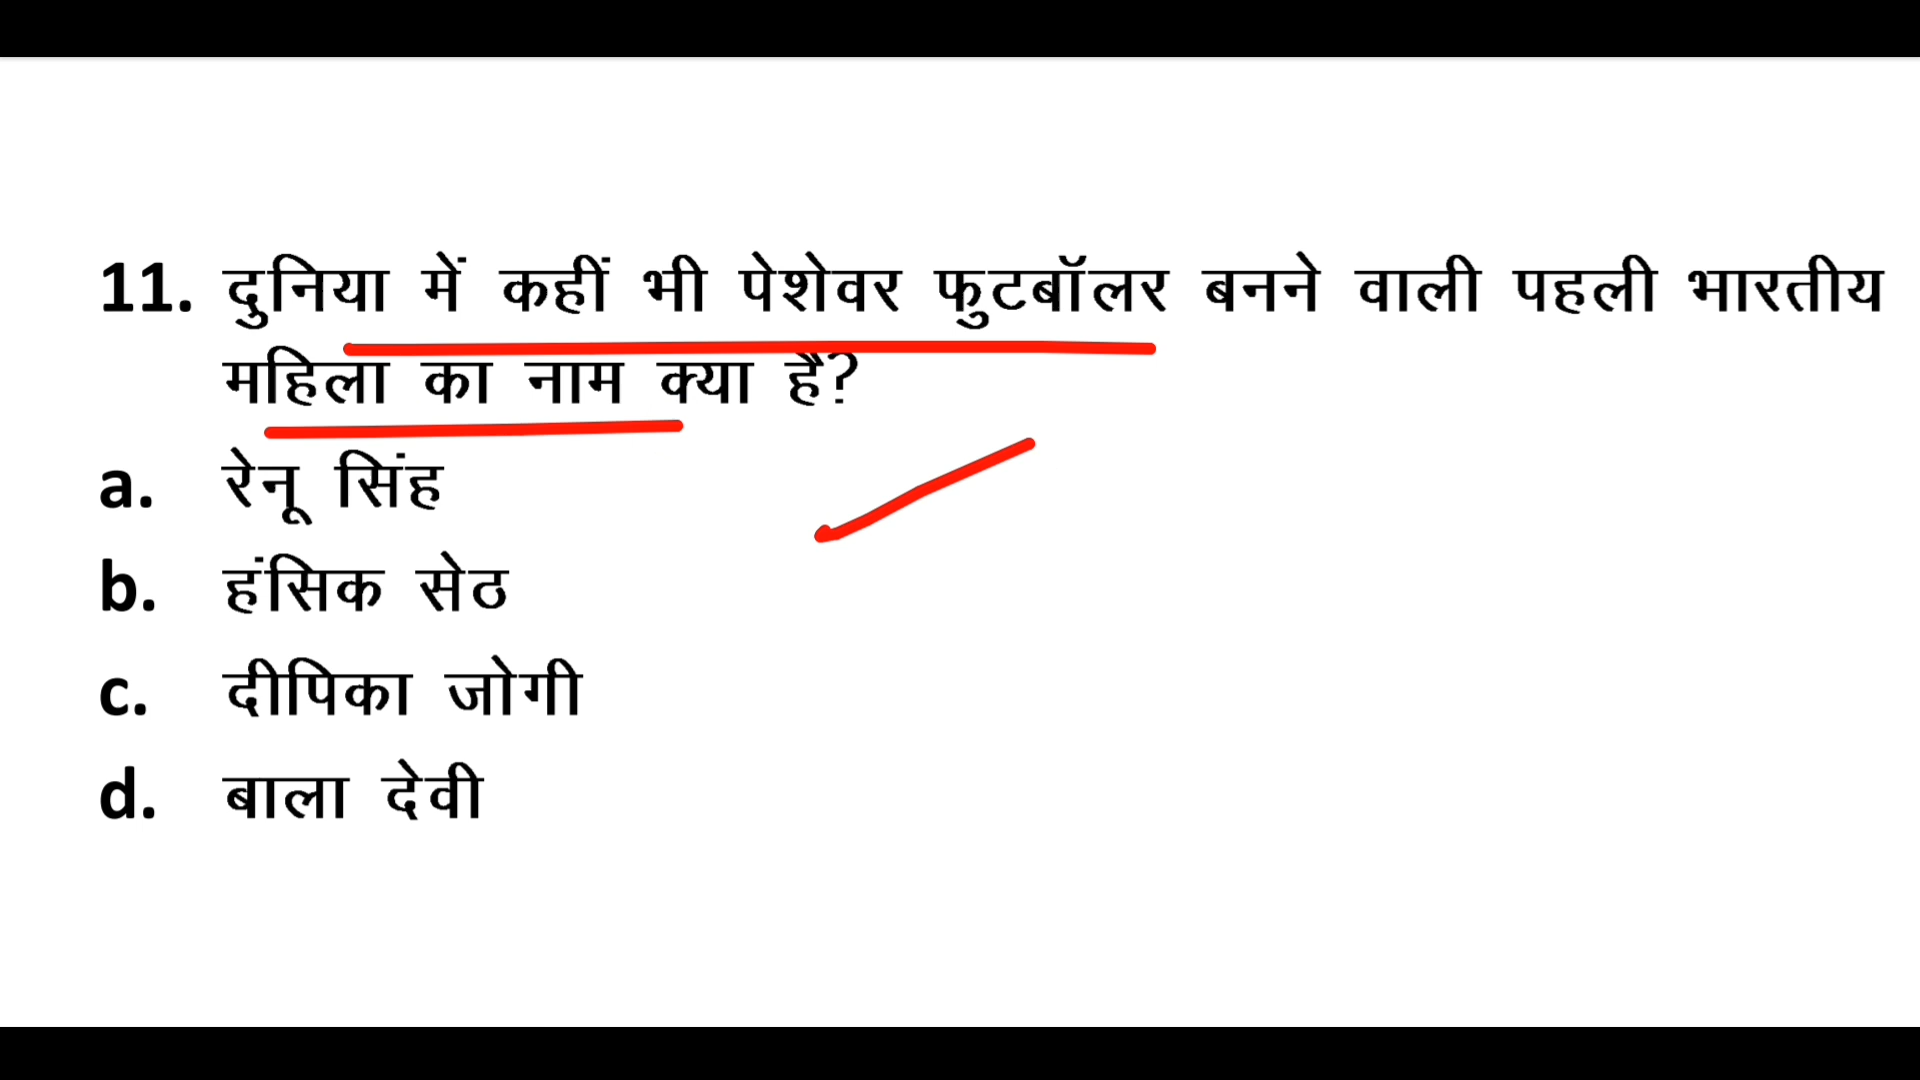 11. दुनिया में कहीं भी पेशेवर फुटबॉलर बनने वाली पहली भारतीय
महिला का नाम क्या है?
a. रेनू सिंह
b. हंसिक सेठ
c. दीपिका जोगी
d. बाला देवी